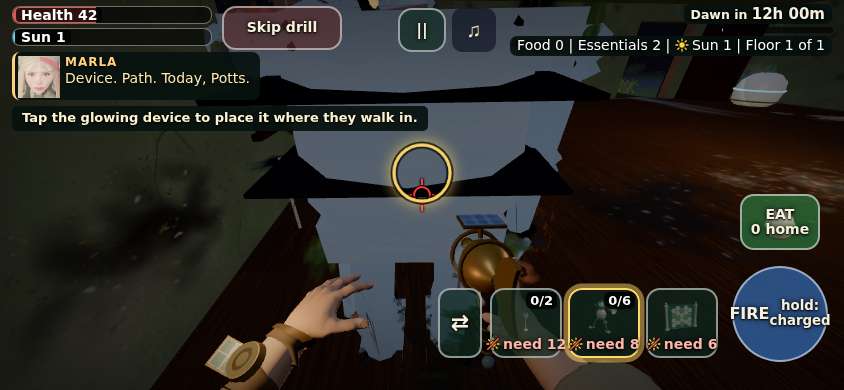 Health 42
Sun 1
Skip drill
Dawn in 12h 00m
Food 0 | Essentials 2 | Sun 1 | Floor 1 of 1
MARLA
Device. Path. Today, Potts.
Tap the glowing device to place it where they walk in.
EAT
0 home
FIRE
hold:
charged
0/2
need 12
0/6
need 8
need 6